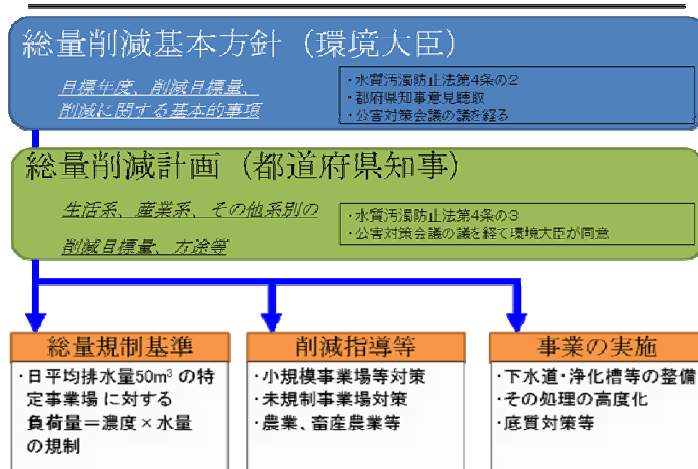 総量削減基本方針（環境大臣）
目標年度、削減目標量、
削減に関する基本的事項
・水質汚濁防止法第4条の2
・都府県知事意見聴取
・公害対策会議の議を経る
総量削減計画（都道府県知事）
生活系、産業系、その他系別の
削減目標量、方途等
・水質汚濁防止法第4条の3
・公害対策会議の議を経て環境大臣が同意
総量規制基準
・日平均排水量50m³ の特
定事業場 に対する
負荷量＝濃度×水量
の規制
削減指導等
・小規模事業場等対策
・未規制事業場対策
・農業、畜産農業等
事業の実施
・下水道・浄化槽等の整備
・その処理の高度化
・底質対策等